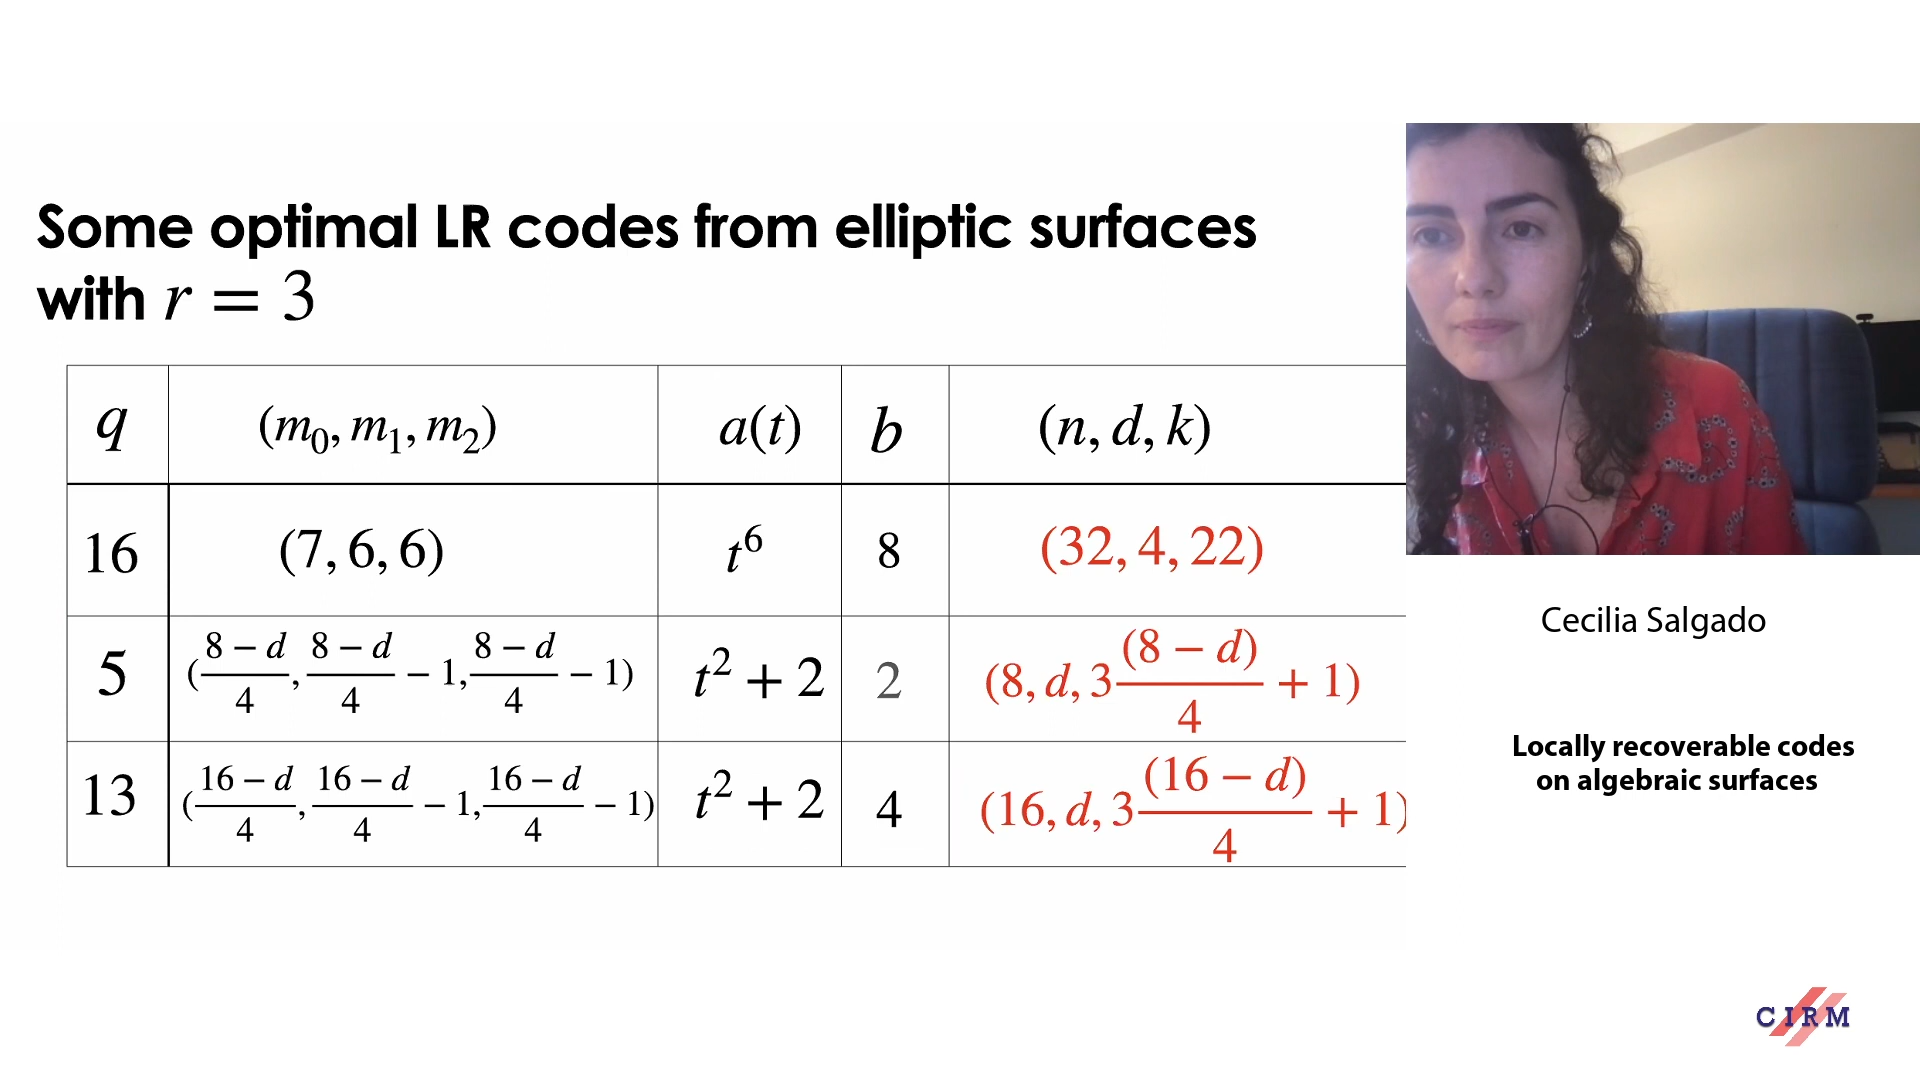 Some optimal LR codes from elliptic surfaces
with r = 3
q (m₀, m₁, m₂) a(t) b (n, d, k)
16 (7, 6, 6) t⁶ 8 (32, 4, 22)
5 ((8 − d)/4, (8 − d)/4 − 1, (8 − d)/4 − 1) t² + 2 2 (8, d, 3(8 − d)/4 + 1)
13 ((16 − d)/4, (16 − d)/4 − 1, (16 − d)/4 − 1) t² + 2 4 (16, d, 3(16 − d)/4 + 1)
Cecilia Salgado
Locally recoverable codes
on algebraic surfaces
CIRM